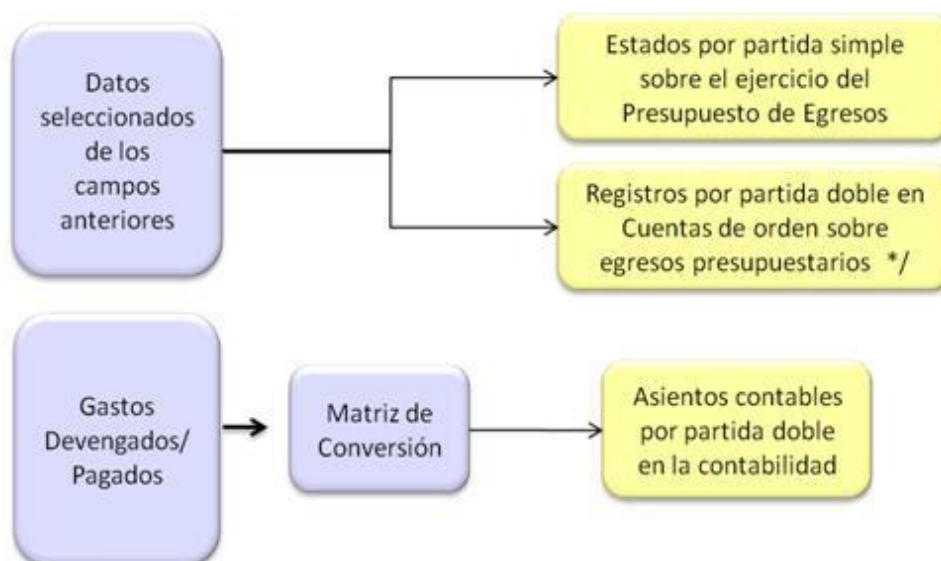 Datos
seleccionados
de los
campos
anteriores
Estados por partida simple
sobre el ejercicio del
Presupuesto de Egresos
Registros por partida doble en
Cuentas de orden sobre
egresos presupuestarios */
Gastos
Devengados/
Pagados
Matriz de
Conversión
Asientos contables
por partida doble
en la contabilidad